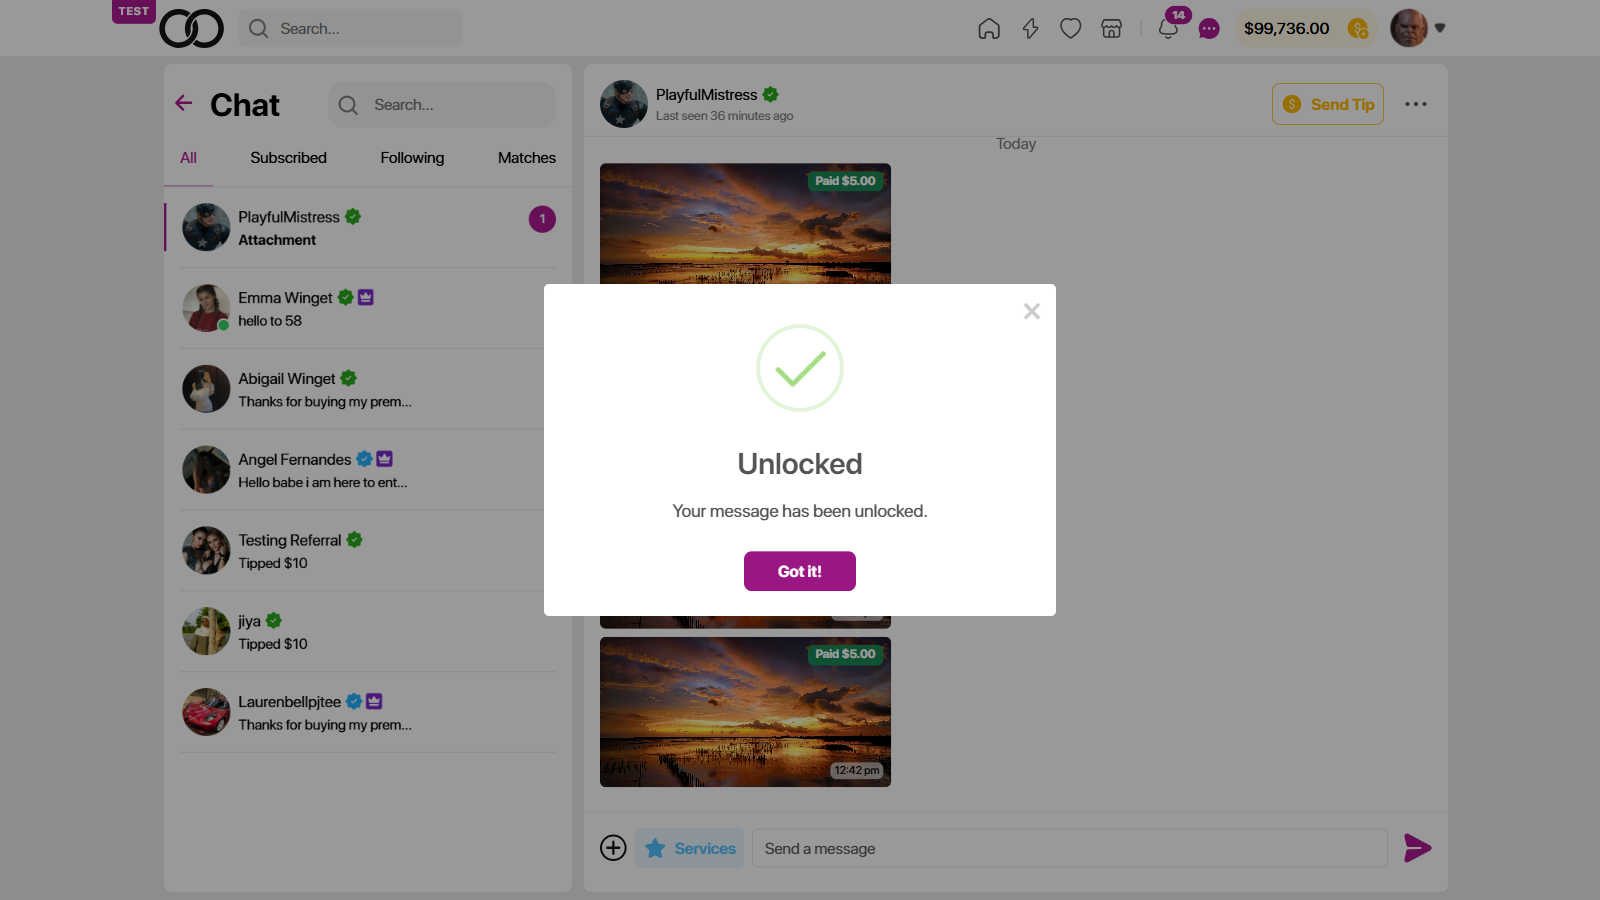 TEST
Search...
14
$99,736.00
Chat
Search...
All
Subscribed
Following
Matches
PlayfulMistress
Attachment
1
Emma Winget
hello to 58
Abigail Winget
Thanks for buying my prem...
Angel Fernandes
Hello babe i am here to ent...
Testing Referral
Tipped $10
jiya
Tipped $10
Laurenbellpjtee
Thanks for buying my prem...
PlayfulMistress
Last seen 36 minutes ago
Send Tip
Today
Paid $5.00
Unlocked
Your message has been unlocked.
Got it!
Paid $5.00
12:42 pm
Services
Send a message